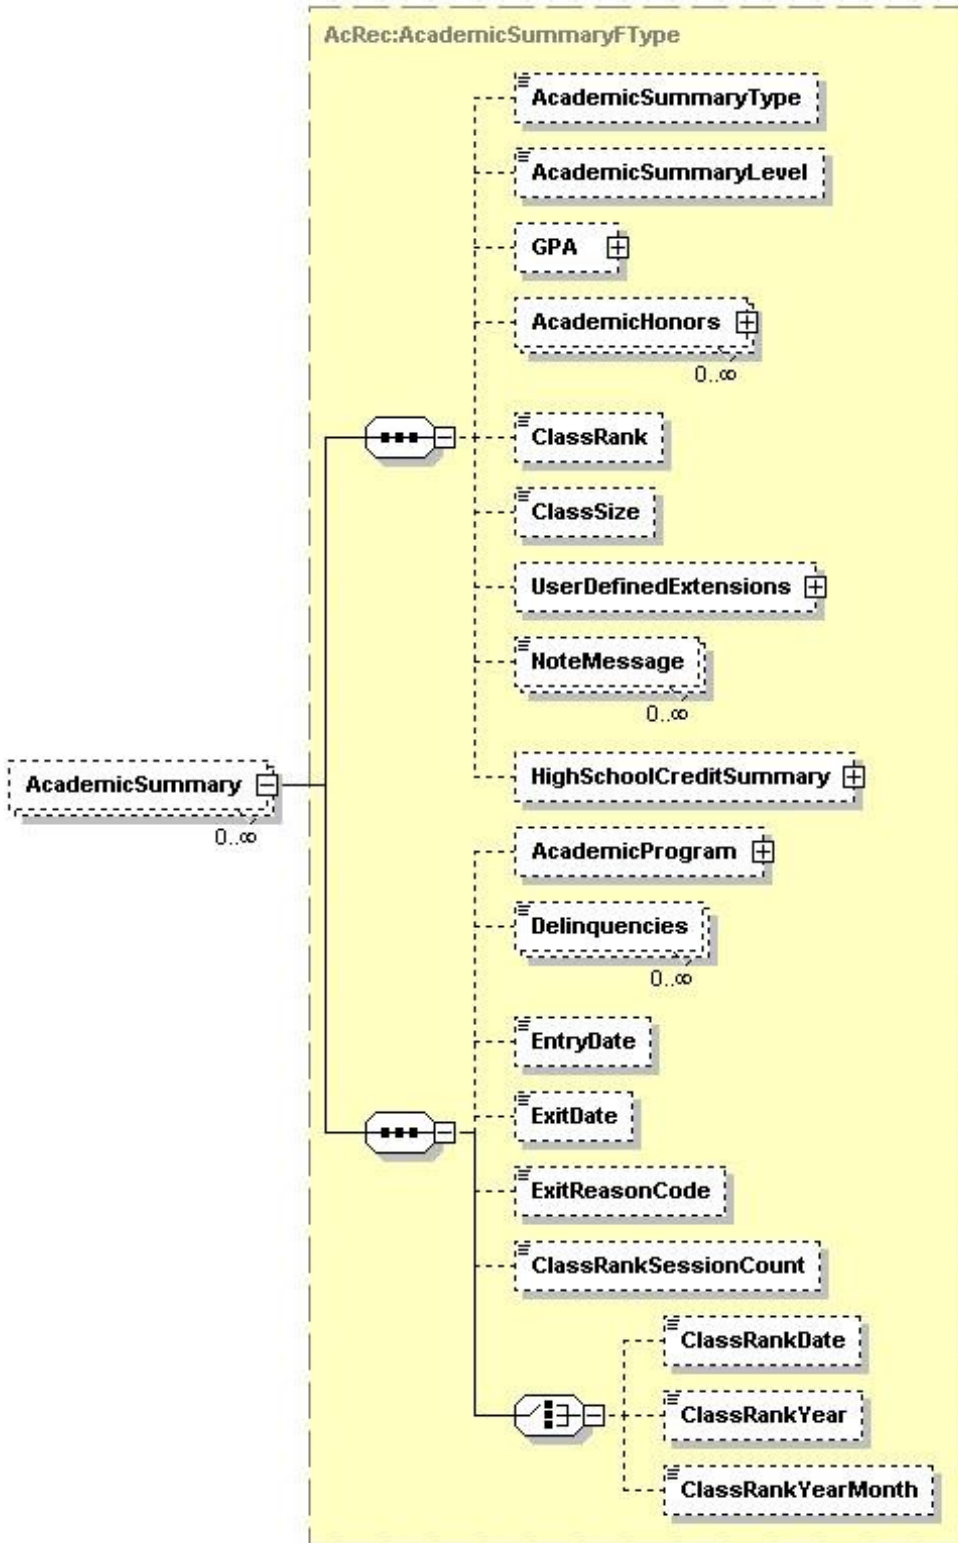 AcRec:AcademicSummaryFType
AcademicSummaryType
AcademicSummaryLevel
GPA
AcademicHonors
0..∞
ClassRank
ClassSize
UserDefinedExtensions
NoteMessage
0..∞
AcademicSummary
0..∞
HighSchoolCreditSummary
AcademicProgram
Delinquencies
0..∞
EntryDate
ExitDate
ExitReasonCode
ClassRankSessionCount
ClassRankDate
ClassRankYear
ClassRankYearMonth